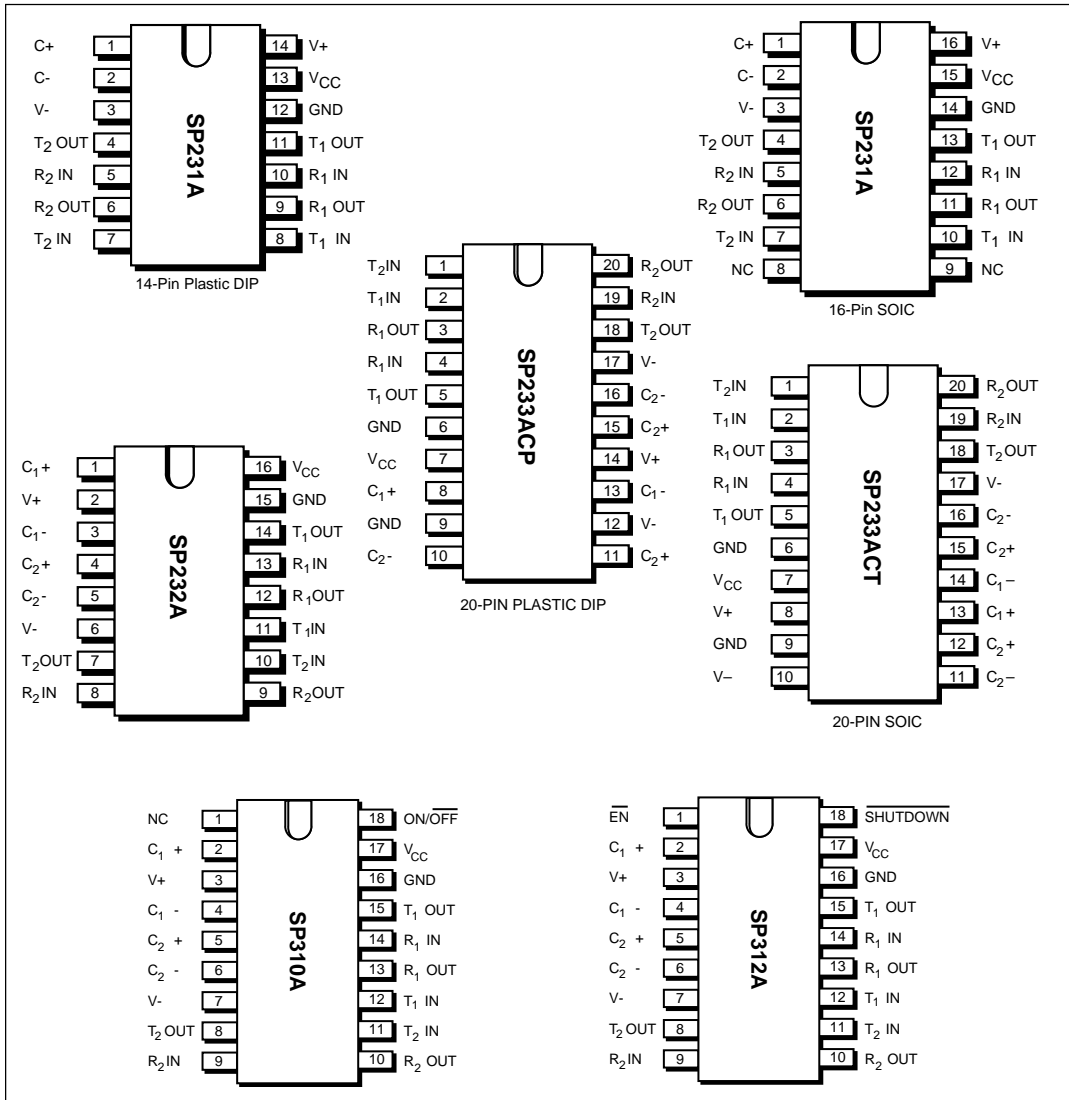 C+ 1 14 V+
C- 2 13 VCC
V- 3 12 GND
T2 OUT 4 11 T1 OUT
R2 IN 5 10 R1 IN
R2 OUT 6 9 R1 OUT
T2 IN 7 8 T1 IN
SP231A
14-Pin Plastic DIP
C+ 1 16 V+
C- 2 15 VCC
V- 3 14 GND
T2 OUT 4 13 T1 OUT
R2 IN 5 12 R1 IN
R2 OUT 6 11 R1 OUT
T2 IN 7 10 T1 IN
NC 8 9 NC
SP231A
16-Pin SOIC
T2IN 1 20 R2OUT
T1IN 2 19 R2IN
R1OUT 3 18 T2OUT
R1IN 4 17 V-
T1OUT 5 16 C2-
GND 6 15 C2+
VCC 7 14 V+
C1+ 8 13 C1-
GND 9 12 V-
C2- 10 11 C2+
SP233ACP
20-PIN PLASTIC DIP
C1+ 1 16 VCC
V+ 2 15 GND
C1- 3 14 T1OUT
C2+ 4 13 R1IN
C2- 5 12 R1OUT
V- 6 11 T1IN
T2OUT 7 10 T2IN
R2IN 8 9 R2OUT
SP232A
T2IN 1 20 R2OUT
T1IN 2 19 R2IN
R1OUT 3 18 T2OUT
R1IN 4 17 V-
T1OUT 5 16 C2-
GND 6 15 C2+
VCC 7 14 C1–
V+ 8 13 C1+
GND 9 12 C2+
V– 10 11 C2–
SP233ACT
20-PIN SOIC
NC 1 18 ON/O̅F̅F̅
C1 + 2 17 VCC
V+ 3 16 GND
C1 - 4 15 T1 OUT
C2 + 5 14 R1 IN
C2 - 6 13 R1 OUT
V- 7 12 T1 IN
T2OUT 8 11 T2 IN
R2IN 9 10 R2 OUT
SP310A
E̅N̅ 1 18 S̅H̅U̅T̅D̅O̅W̅N̅
C1 + 2 17 VCC
V+ 3 16 GND
C1 - 4 15 T1 OUT
C2 + 5 14 R1 IN
C2 - 6 13 R1 OUT
V- 7 12 T1 IN
T2OUT 8 11 T2 IN
R2IN 9 10 R2 OUT
SP312A